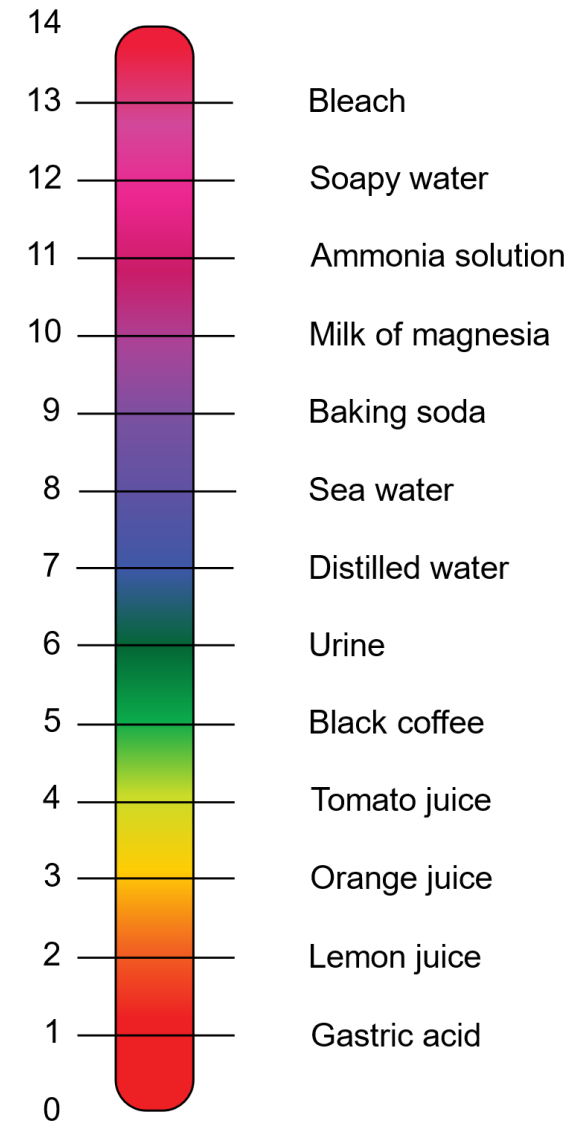 14
13 Bleach
12 Soapy water
11 Ammonia solution
10 Milk of magnesia
9 Baking soda
8 Sea water
7 Distilled water
6 Urine
5 Black coffee
4 Tomato juice
3 Orange juice
2 Lemon juice
1 Gastric acid
0